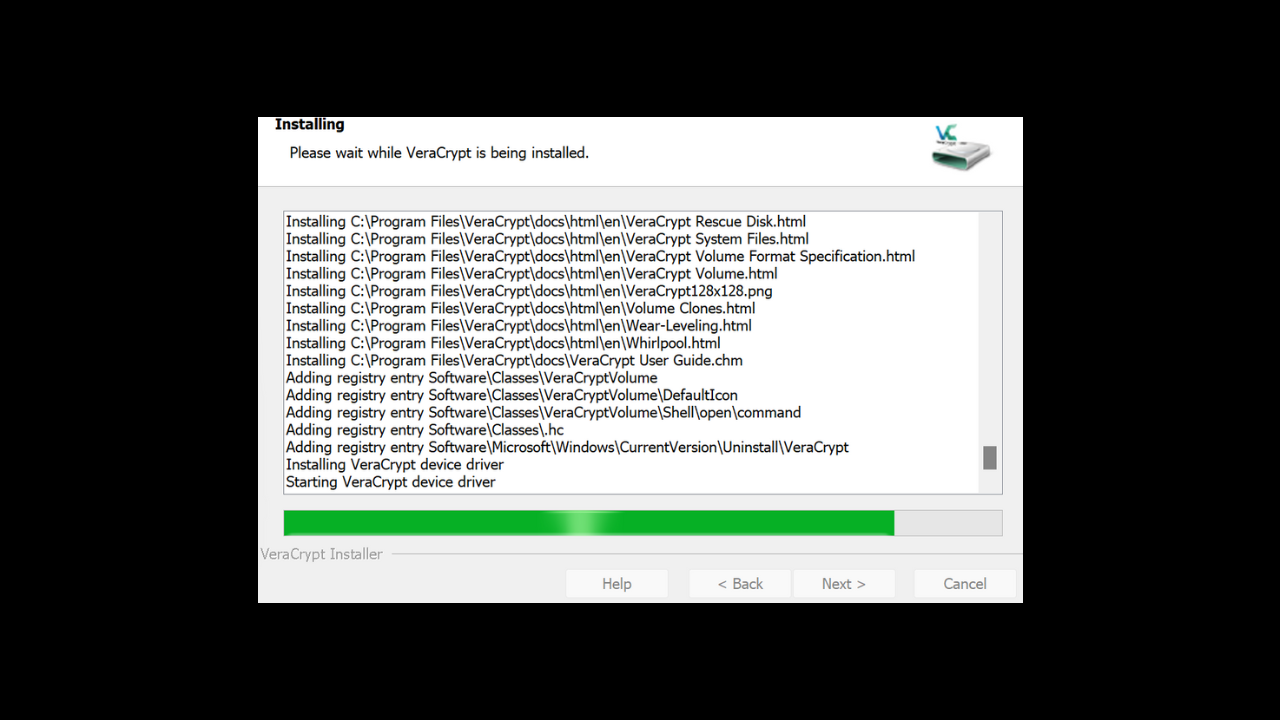 Installing
Please wait while VeraCrypt is being installed.
VC
Installing C:\Program Files\VeraCrypt\docs\html\en\VeraCrypt Rescue Disk.html
Installing C:\Program Files\VeraCrypt\docs\html\en\VeraCrypt System Files.html
Installing C:\Program Files\VeraCrypt\docs\html\en\VeraCrypt Volume Format Specification.html
Installing C:\Program Files\VeraCrypt\docs\html\en\VeraCrypt Volume.html
Installing C:\Program Files\VeraCrypt\docs\html\en\VeraCrypt128x128.png
Installing C:\Program Files\VeraCrypt\docs\html\en\Volume Clones.html
Installing C:\Program Files\VeraCrypt\docs\html\en\Wear-Leveling.html
Installing C:\Program Files\VeraCrypt\docs\html\en\Whirlpool.html
Installing C:\Program Files\VeraCrypt\docs\VeraCrypt User Guide.chm
Adding registry entry Software\Classes\VeraCryptVolume
Adding registry entry Software\Classes\VeraCryptVolume\DefaultIcon
Adding registry entry Software\Classes\VeraCryptVolume\Shell\open\command
Adding registry entry Software\Classes\.hc
Adding registry entry Software\Microsoft\Windows\CurrentVersion\Uninstall\VeraCrypt
Installing VeraCrypt device driver
Starting VeraCrypt device driver
VeraCrypt Installer
Help < Back Next > Cancel